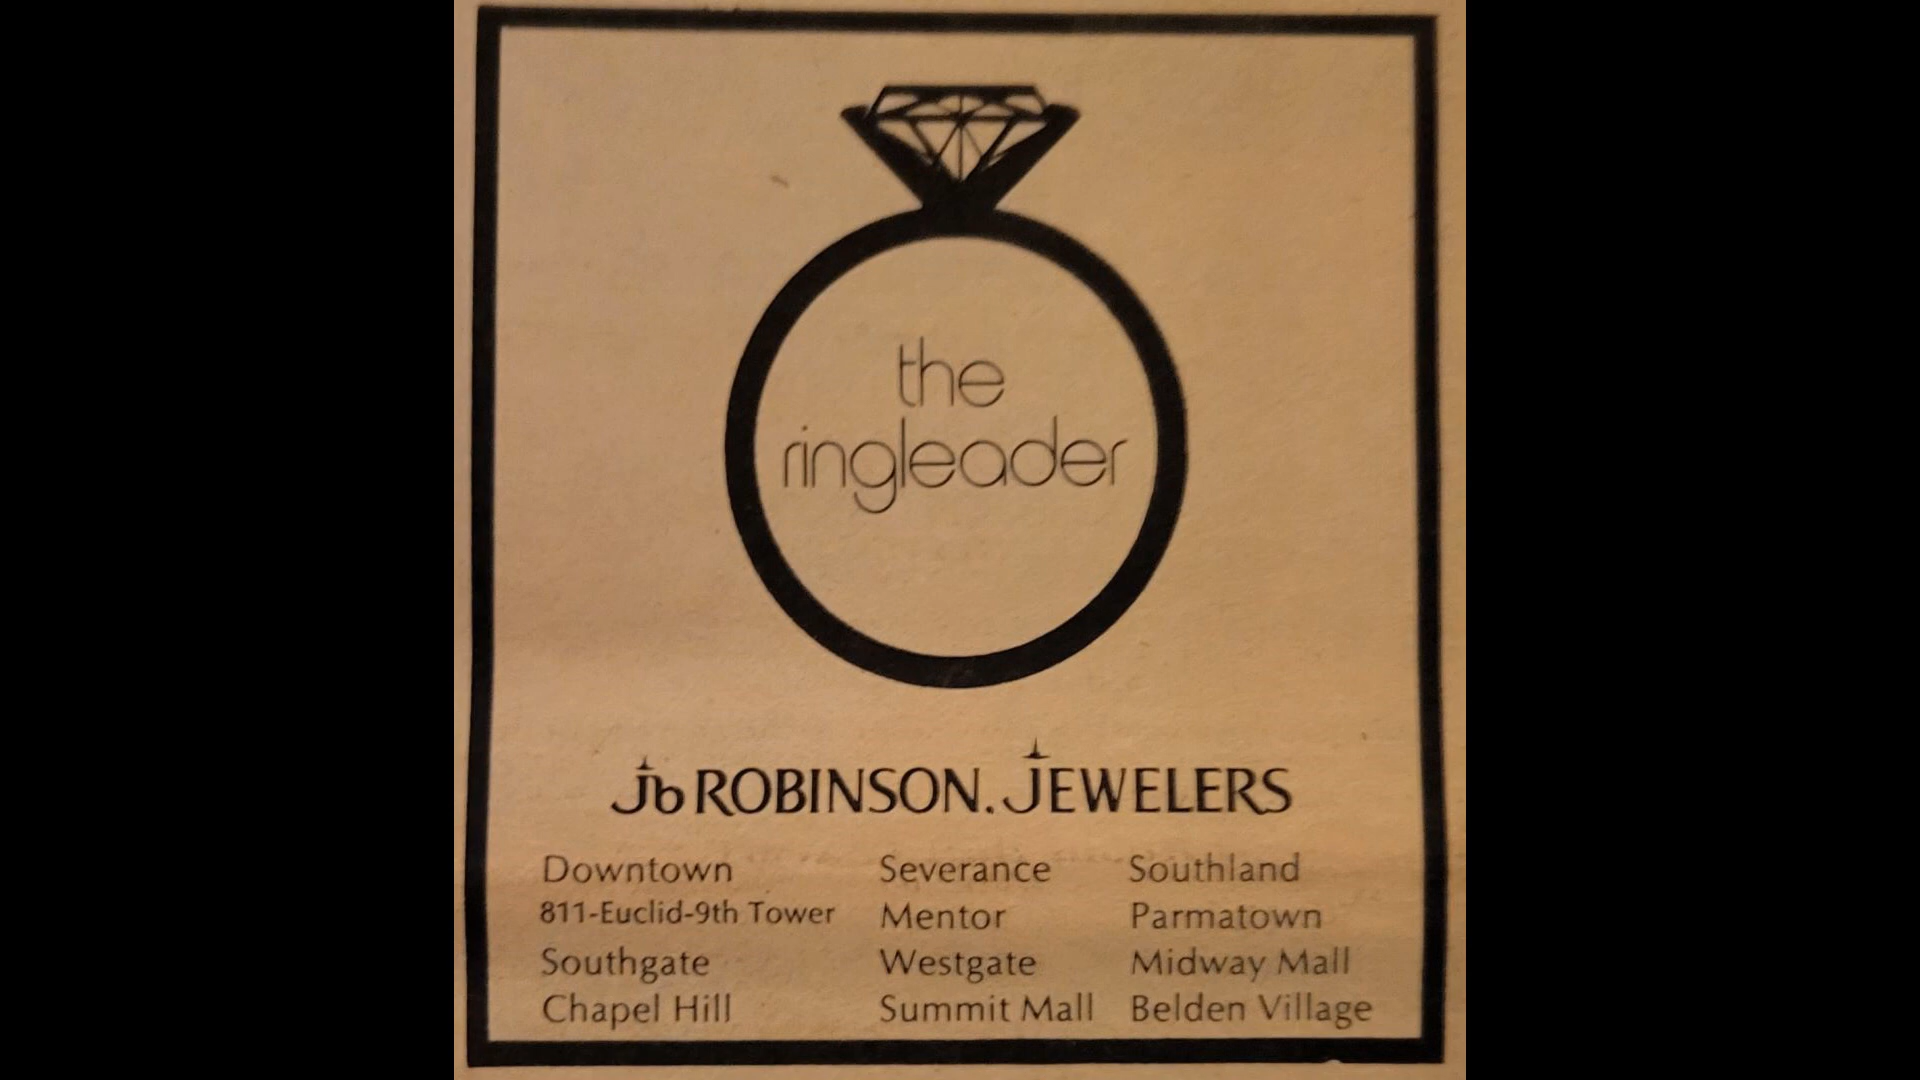 the
ringleader
Jb ROBINSON. JEWELERS
Downtown
811-Euclid-9th Tower
Southgate
Chapel Hill
Severance
Mentor
Westgate
Summit Mall
Southland
Parmatown
Midway Mall
Belden Village